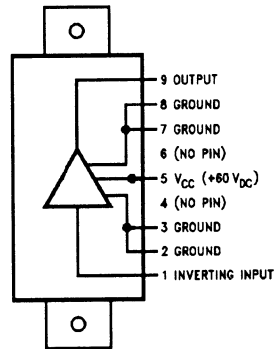 9 OUTPUT
8 GROUND
7 GROUND
6 (NO PIN)
5 VCC (+60 VDC)
4 (NO PIN)
3 GROUND
2 GROUND
1 INVERTING INPUT